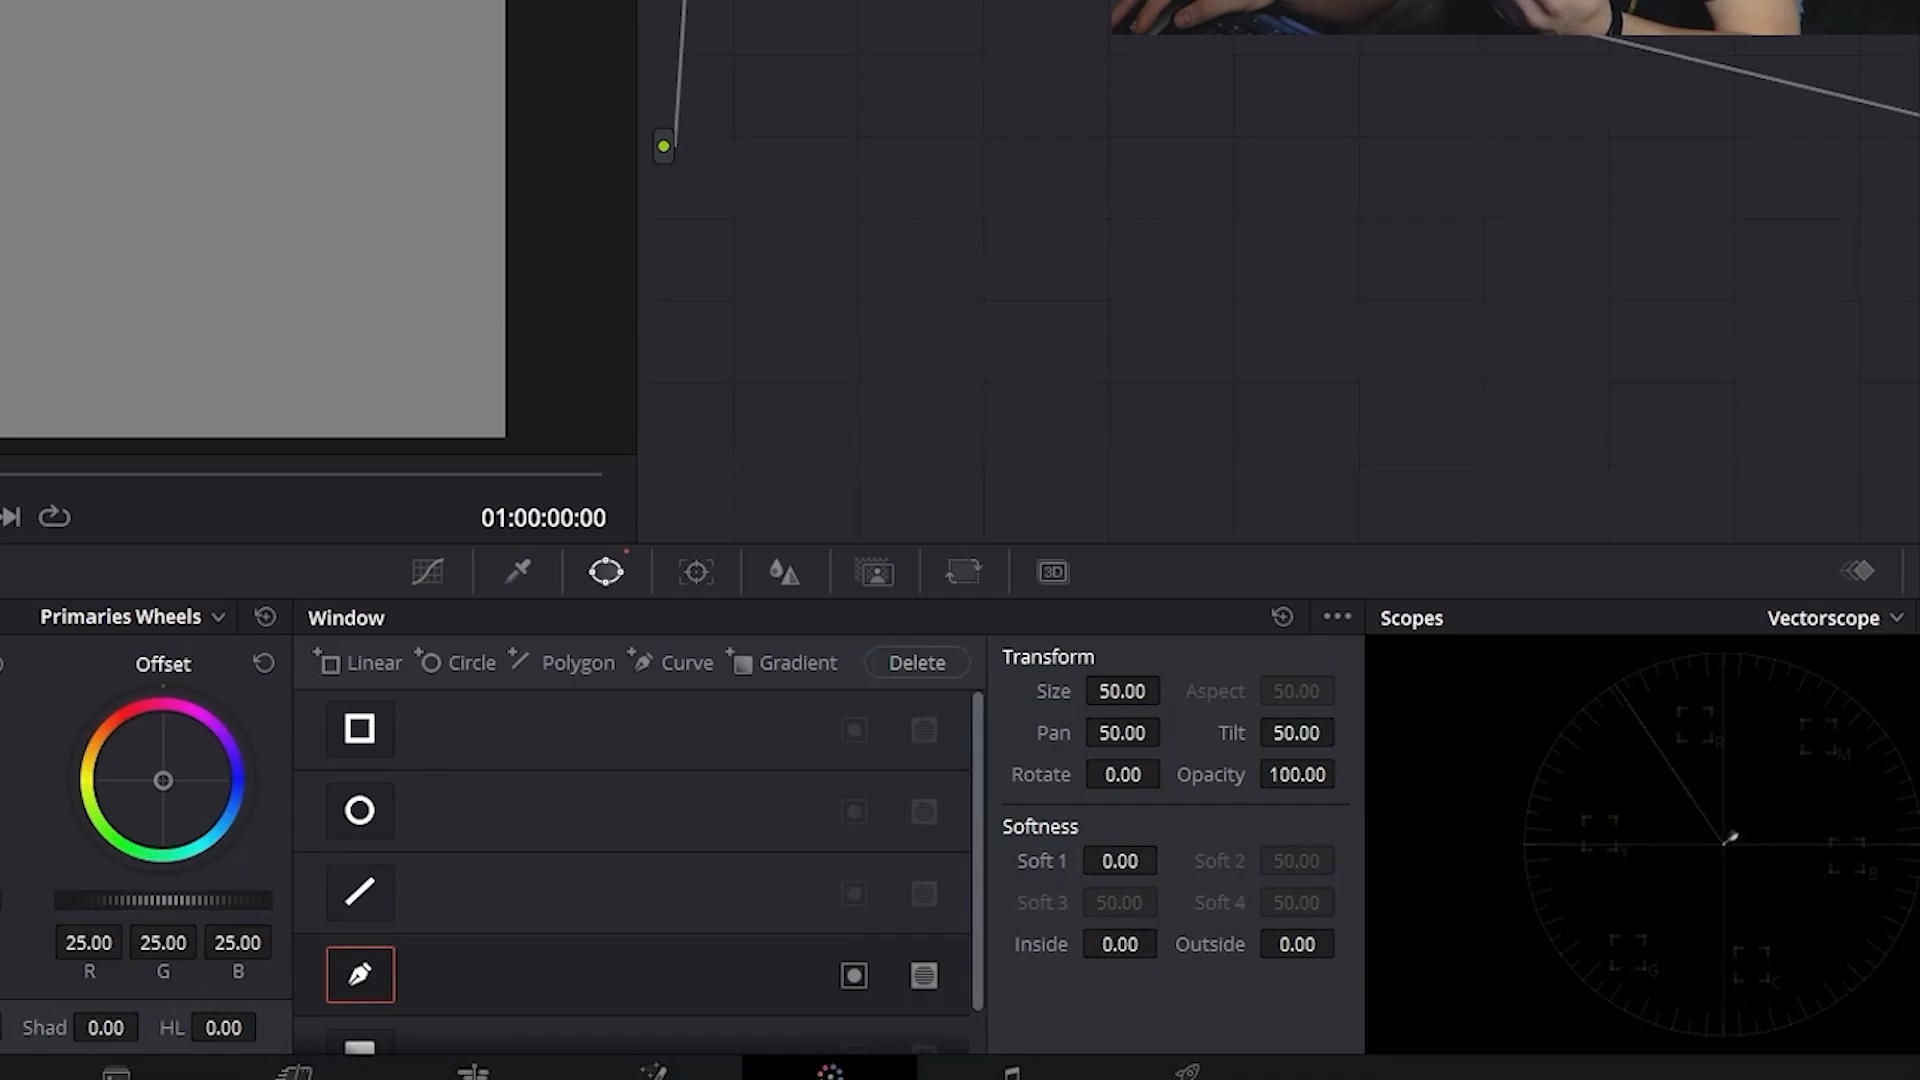 01:00:00:00
3D
Primaries Wheels
Window
Scopes
Vectorscope
Offset
Linear
Circle
Polygon
Curve
Gradient
Delete
Transform
Size 50.00 Aspect 50.00
Pan 50.00 Tilt 50.00
Rotate 0.00 Opacity 100.00
Softness
Soft 1 0.00 Soft 2 50.00
Soft 3 50.00 Soft 4 50.00
Inside 0.00 Outside 0.00
25.00 25.00 25.00
R G B
Shad 0.00 HL 0.00
R
M
Y
B
G
C